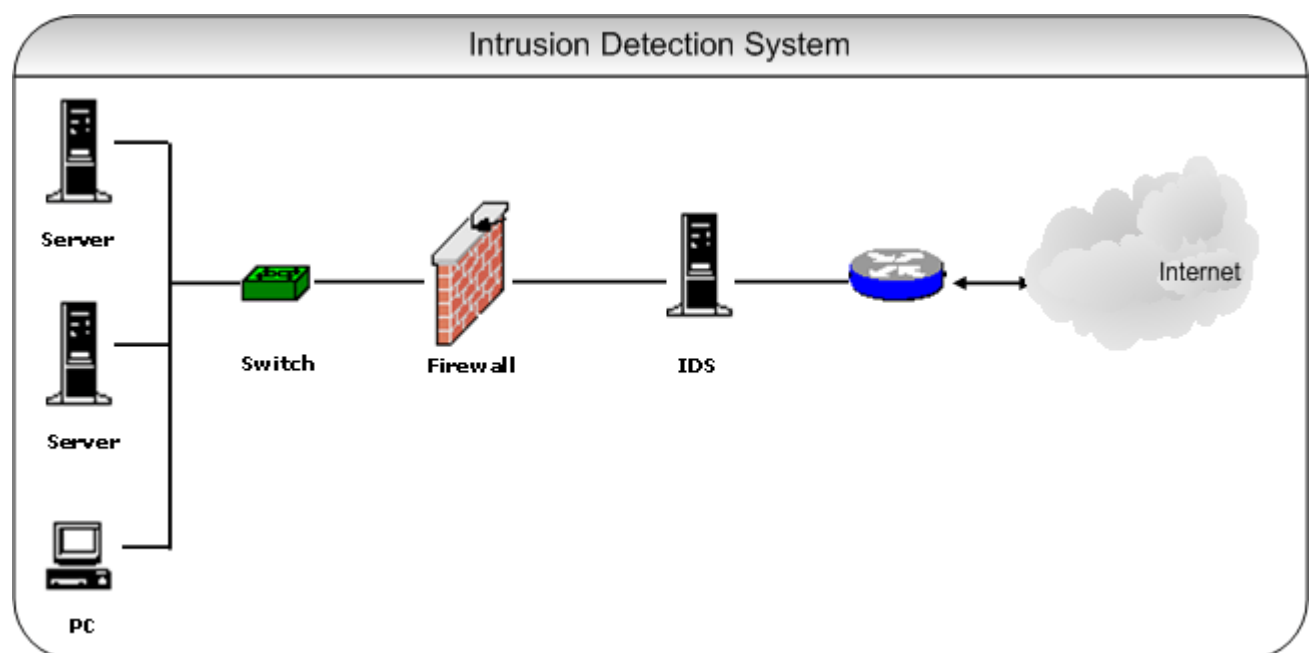 Intrusion Detection System
Server
Server
PC
Switch
Firewall
IDS
Internet